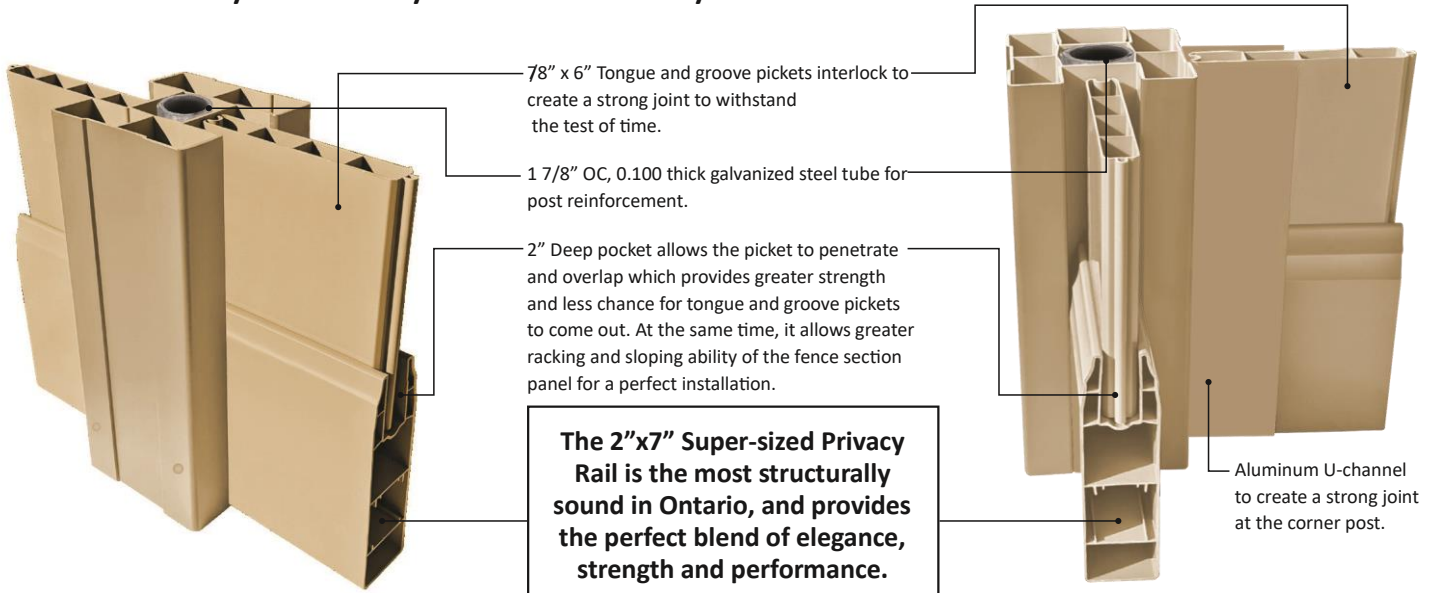 7/8” x 6” Tongue and groove pickets interlock to
create a strong joint to withstand
the test of time.
1 7/8” OC, 0.100 thick galvanized steel tube for
post reinforcement.
2” Deep pocket allows the picket to penetrate
and overlap which provides greater strength
and less chance for tongue and groove pickets
to come out. At the same time, it allows greater
racking and sloping ability of the fence section
panel for a perfect installation.
The 2”x7” Super-sized Privacy
Rail is the most structurally
sound in Ontario, and provides
the perfect blend of elegance,
strength and performance.
Aluminum U-channel
to create a strong joint
at the corner post.